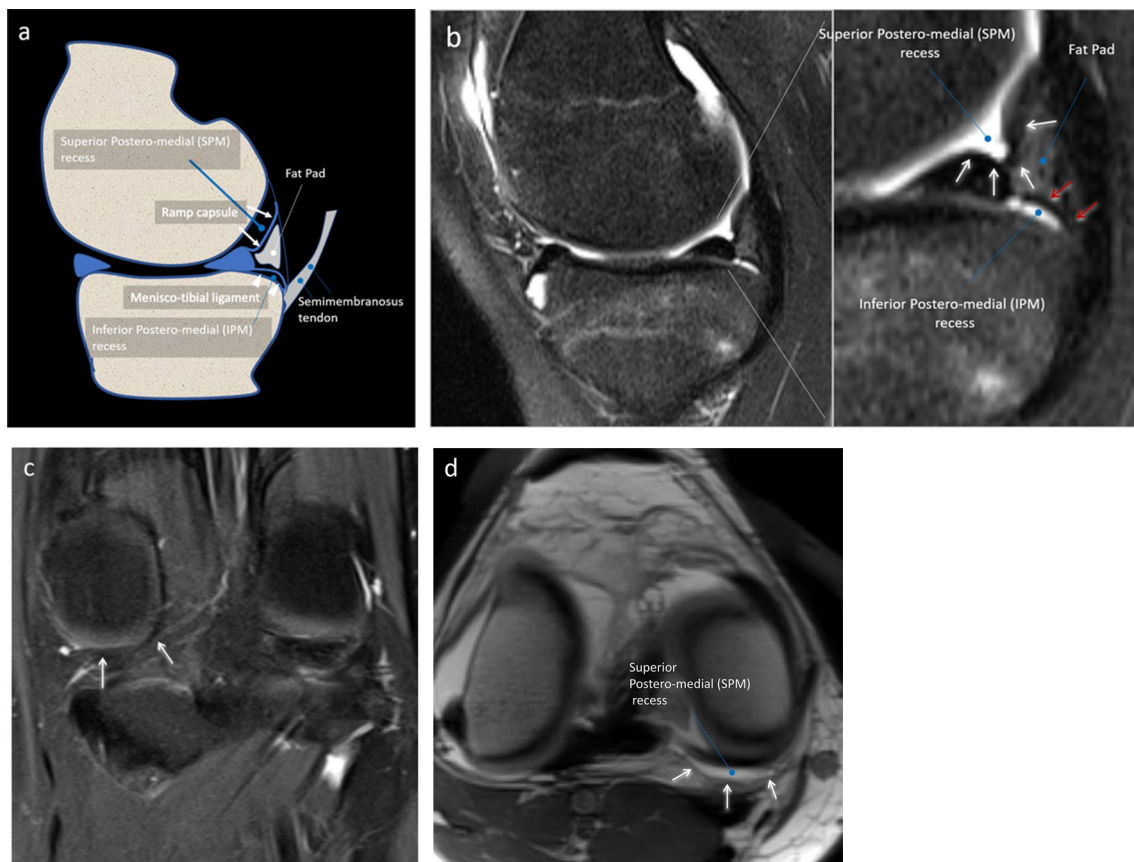 a
Superior Postero-medial (SPM)
recess
Fat Pad
Ramp capsule
Menisco-tibial ligament
Semimembranosus
tendon
Inferior Postero-medial (IPM)
recess
b
Superior Postero-medial (SPM)
recess
Fat Pad
Inferior Postero-medial (IPM)
recess
c
d
Superior
Postero-medial (SPM)
recess